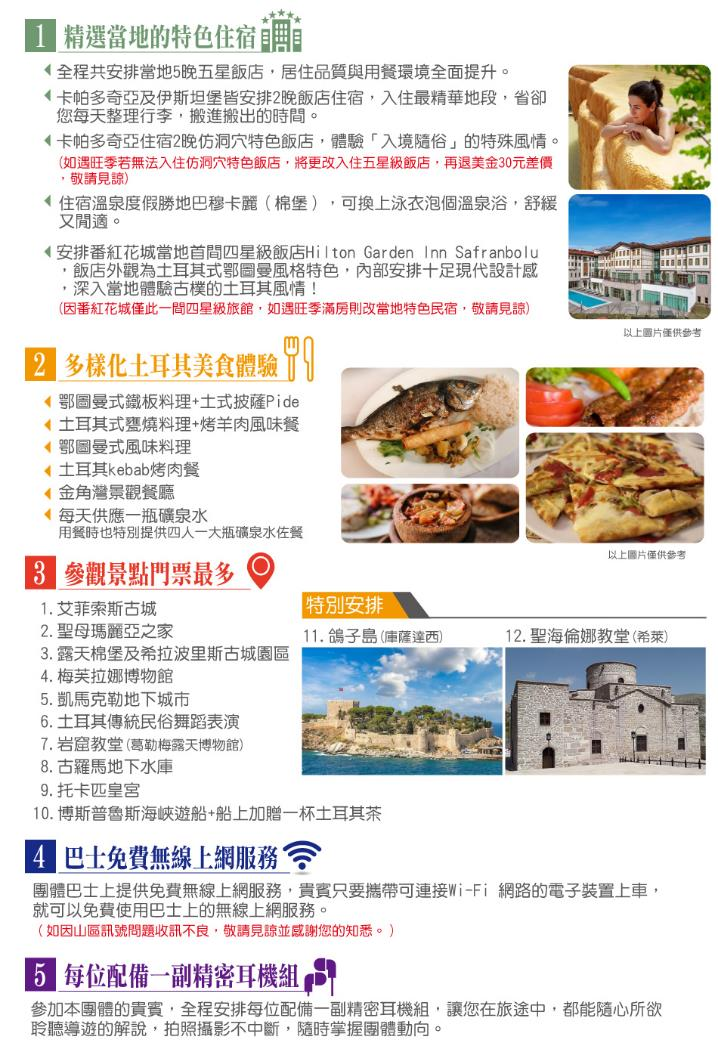 1 精選當地的特色住宿
全程共安排當地5晚五星飯店，居住品質與用餐環境全面提升。
卡帕多奇亞及伊斯坦堡皆安排2晚飯店住宿，入住最精華地段，省卻
您每天整理行李，搬進搬出的時間。
卡帕多奇亞住宿2晚仿洞穴特色飯店，體驗「入境隨俗」的特殊風情。
(如遇旺季若無法入住仿洞穴特色飯店，將更改入住五星級飯店，再退美金30元差價
，敬請見諒)
住宿溫泉度假勝地巴穆卡麗（棉堡），可換上泳衣泡個溫泉浴，舒緩
又閒適。
安排番紅花城當地首間四星級飯店Hilton Garden Inn Safranbolu
，飯店外觀為土耳其式鄂圖曼風格特色，內部安排十足現代設計感
，深入當地體驗古樸的土耳其風情！
(因番紅花城僅此一間四星級旅館，如遇旺季滿房則改當地特色民宿，敬請見諒)
以上圖片僅供參考
2 多樣化土耳其美食體驗
鄂圖曼式鐵板料理+土式披薩Pide
土耳其式甕燒料理+烤羊肉風味餐
鄂圖曼式風味料理
土耳其kebab烤肉餐
金角灣景觀餐廳
每天供應一瓶礦泉水
用餐時也特別提供四人一大瓶礦泉水佐餐
以上圖片僅供參考
3 參觀景點門票最多
1. 艾菲索斯古城
2. 聖母瑪麗亞之家
3. 露天棉堡及希拉波里斯古城園區
4. 梅芙拉娜博物館
5. 凱馬克勒地下城市
6. 土耳其傳統民俗舞蹈表演
7. 岩窟教堂(葛勒梅露天博物館)
8. 古羅馬地下水庫
9. 托卡匹皇宮
10. 博斯普魯斯海峽遊船+船上加贈一杯土耳其茶
特別安排
11. 鴿子島(庫薩達西)
12. 聖海倫娜教堂(希萊)
4 巴士免費無線上網服務
團體巴士上提供免費無線上網服務，貴賓只要攜帶可連接Wi-Fi 網路的電子裝置上車，
就可以免費使用巴士上的無線上網服務。
（如因山區訊號問題收訊不良，敬請見諒並感謝您的知悉。）
5 每位配備一副精密耳機組
參加本團體的貴賓，全程安排每位配備一副精密耳機組，讓您在旅途中，都能隨心所欲
聆聽導遊的解說，拍照攝影不中斷，隨時掌握團體動向。